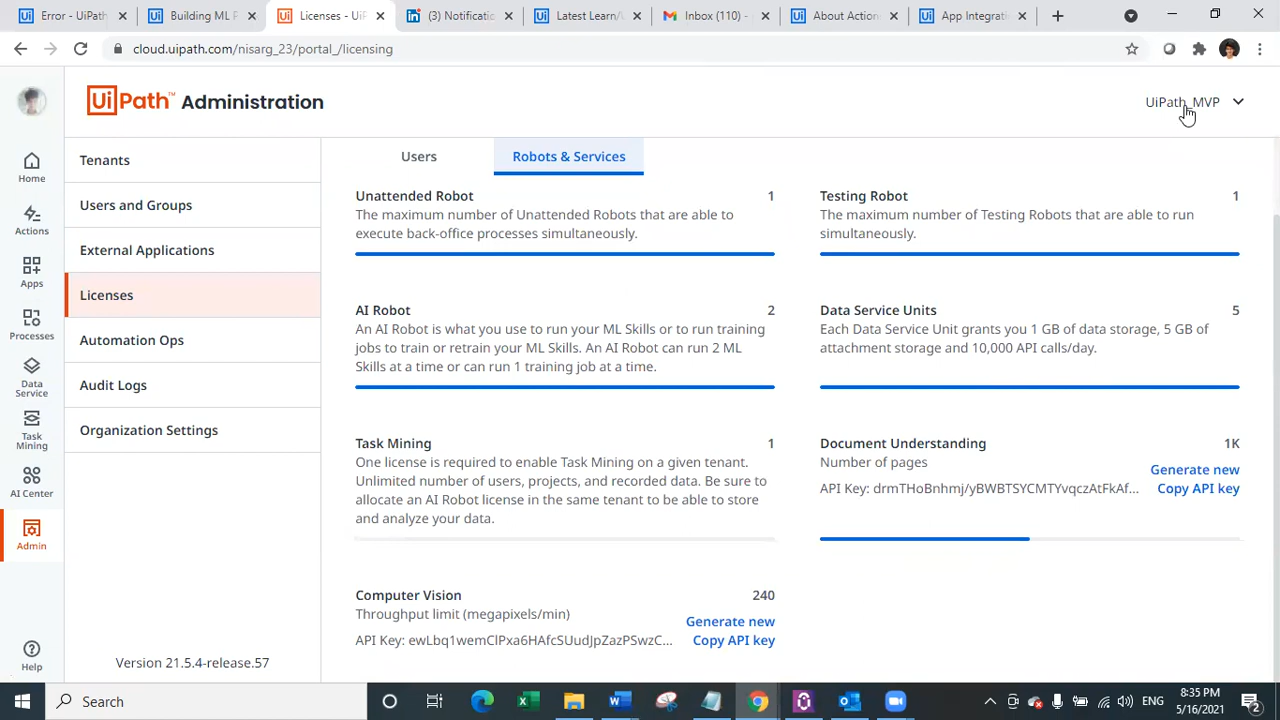 Error - UiPath
Building ML P
Licenses - UiP
(3) Notificatio
Latest Learn/U
Inbox (110) -
About Action
App Integrati
cloud.uipath.com/nisarg_23/portal_/licensing
UiPath™ Administration
UiPath_MVP
Home
Actions
Apps
Processes
Data
Service
Task
Mining
AI Center
Admin
Help
Tenants
Users and Groups
External Applications
Licenses
Automation Ops
Audit Logs
Organization Settings
Version 21.5.4-release.57
Users
Robots & Services
Unattended Robot 1
The maximum number of Unattended Robots that are able to
execute back-office processes simultaneously.
Testing Robot 1
The maximum number of Testing Robots that are able to run
simultaneously.
AI Robot 2
An AI Robot is what you use to run your ML Skills or to run training
jobs to train or retrain your ML Skills. An AI Robot can run 2 ML
Skills at a time or can run 1 training job at a time.
Data Service Units 5
Each Data Service Unit grants you 1 GB of data storage, 5 GB of
attachment storage and 10,000 API calls/day.
Task Mining 1
One license is required to enable Task Mining on a given tenant.
Unlimited number of users, projects, and recorded data. Be sure to
allocate an AI Robot license in the same tenant to be able to store
and analyze your data.
Document Understanding 1K
Number of pages
Generate new
API Key: drmTHoBnhmj/yBWBTSYCMTYvqczAtFkAf... Copy API key
Computer Vision 240
Throughput limit (megapixels/min)
Generate new
API Key: ewLbq1wemClPxa6HAfcSUudJpZazPSwzC... Copy API key
Search
ENG
8:35 PM
5/16/2021
2